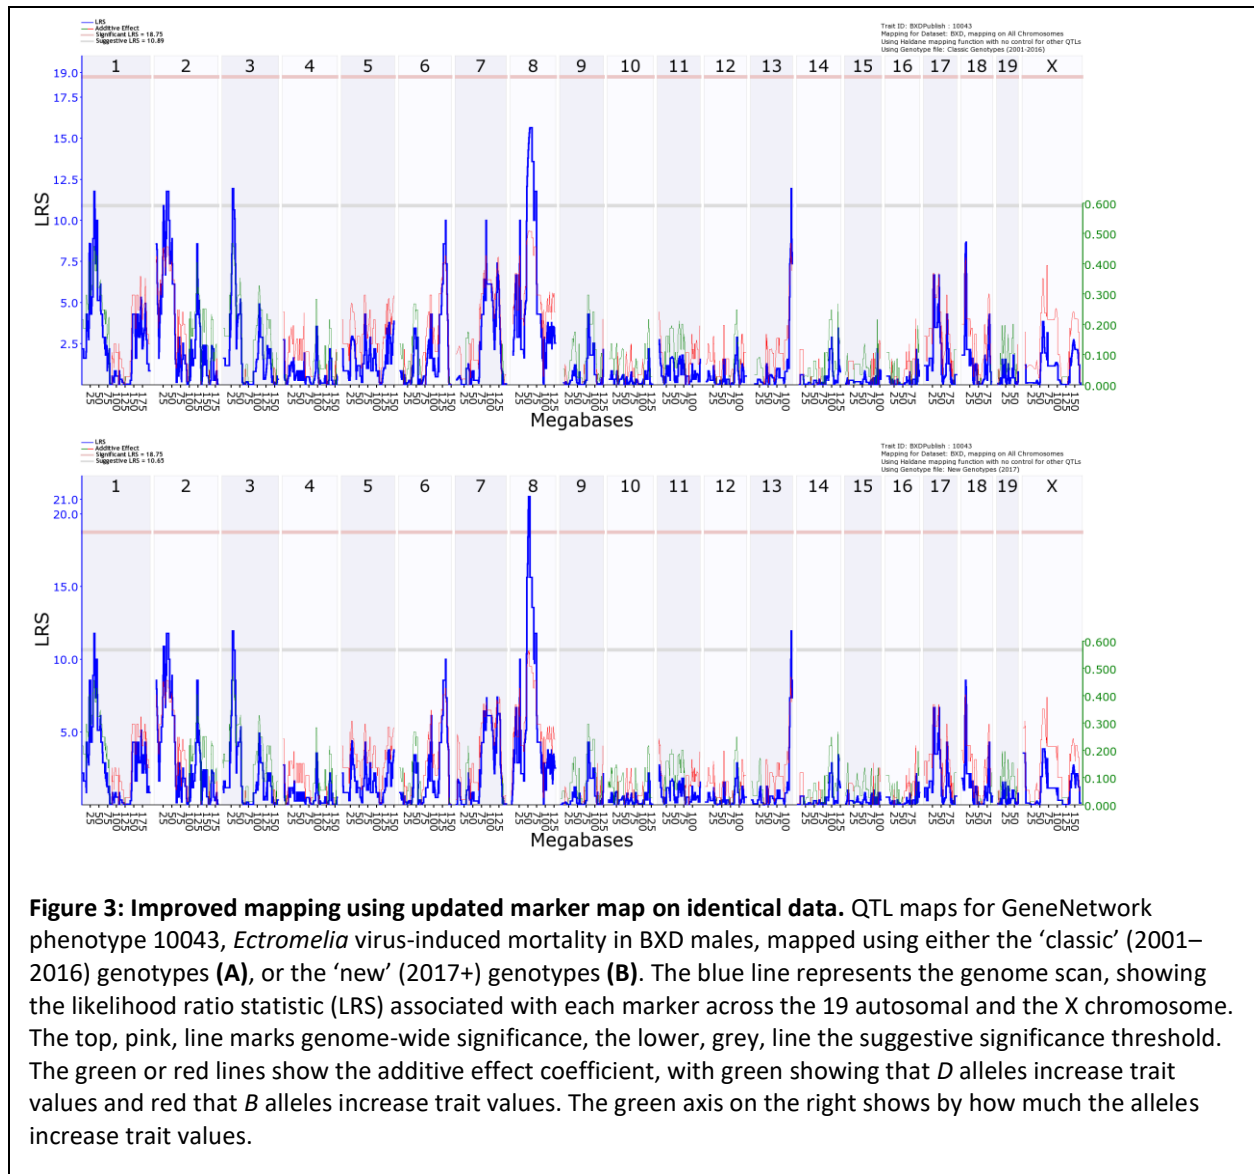 LRS
Additive Effect
Significant LRS = 18.75
Suggestive LRS = 10.89
Trait ID: BXDPublish : 10043
Mapping for Dataset: BXD, mapping on All Chromosomes
Using Haldane mapping function with no control for other QTLs
Using Genotype file: Classic Genotypes (2001-2016)
1 2 3 4 5 6 7 8 9 10 11 12 13 14 15 16 17 18 19 X
19.0
17.5
15.0
12.5
10.0
7.5
5.0
2.5
LRS
0.600
0.500
0.400
0.300
0.200
0.100
0.000
Megabases
LRS
Additive Effect
Significant LRS = 18.75
Suggestive LRS = 10.65
Trait ID: BXDPublish : 10043
Mapping for Dataset: BXD, mapping on All Chromosomes
Using Haldane mapping function with no control for other QTLs
Using Genotype file: New Genotypes (2017)
1 2 3 4 5 6 7 8 9 10 11 12 13 14 15 16 17 18 19 X
21.0
20.0
15.0
10.0
5.0
LRS
0.600
0.500
0.400
0.300
0.200
0.100
0.000
Megabases
Figure 3: Improved mapping using updated marker map on identical data. QTL maps for GeneNetwork
phenotype 10043, Ectromelia virus-induced mortality in BXD males, mapped using either the ‘classic’ (2001–
2016) genotypes (A), or the ‘new’ (2017+) genotypes (B). The blue line represents the genome scan, showing
the likelihood ratio statistic (LRS) associated with each marker across the 19 autosomal and the X chromosome.
The top, pink, line marks genome-wide significance, the lower, grey, line the suggestive significance threshold.
The green or red lines show the additive effect coefficient, with green showing that D alleles increase trait
values and red that B alleles increase trait values. The green axis on the right shows by how much the alleles
increase trait values.